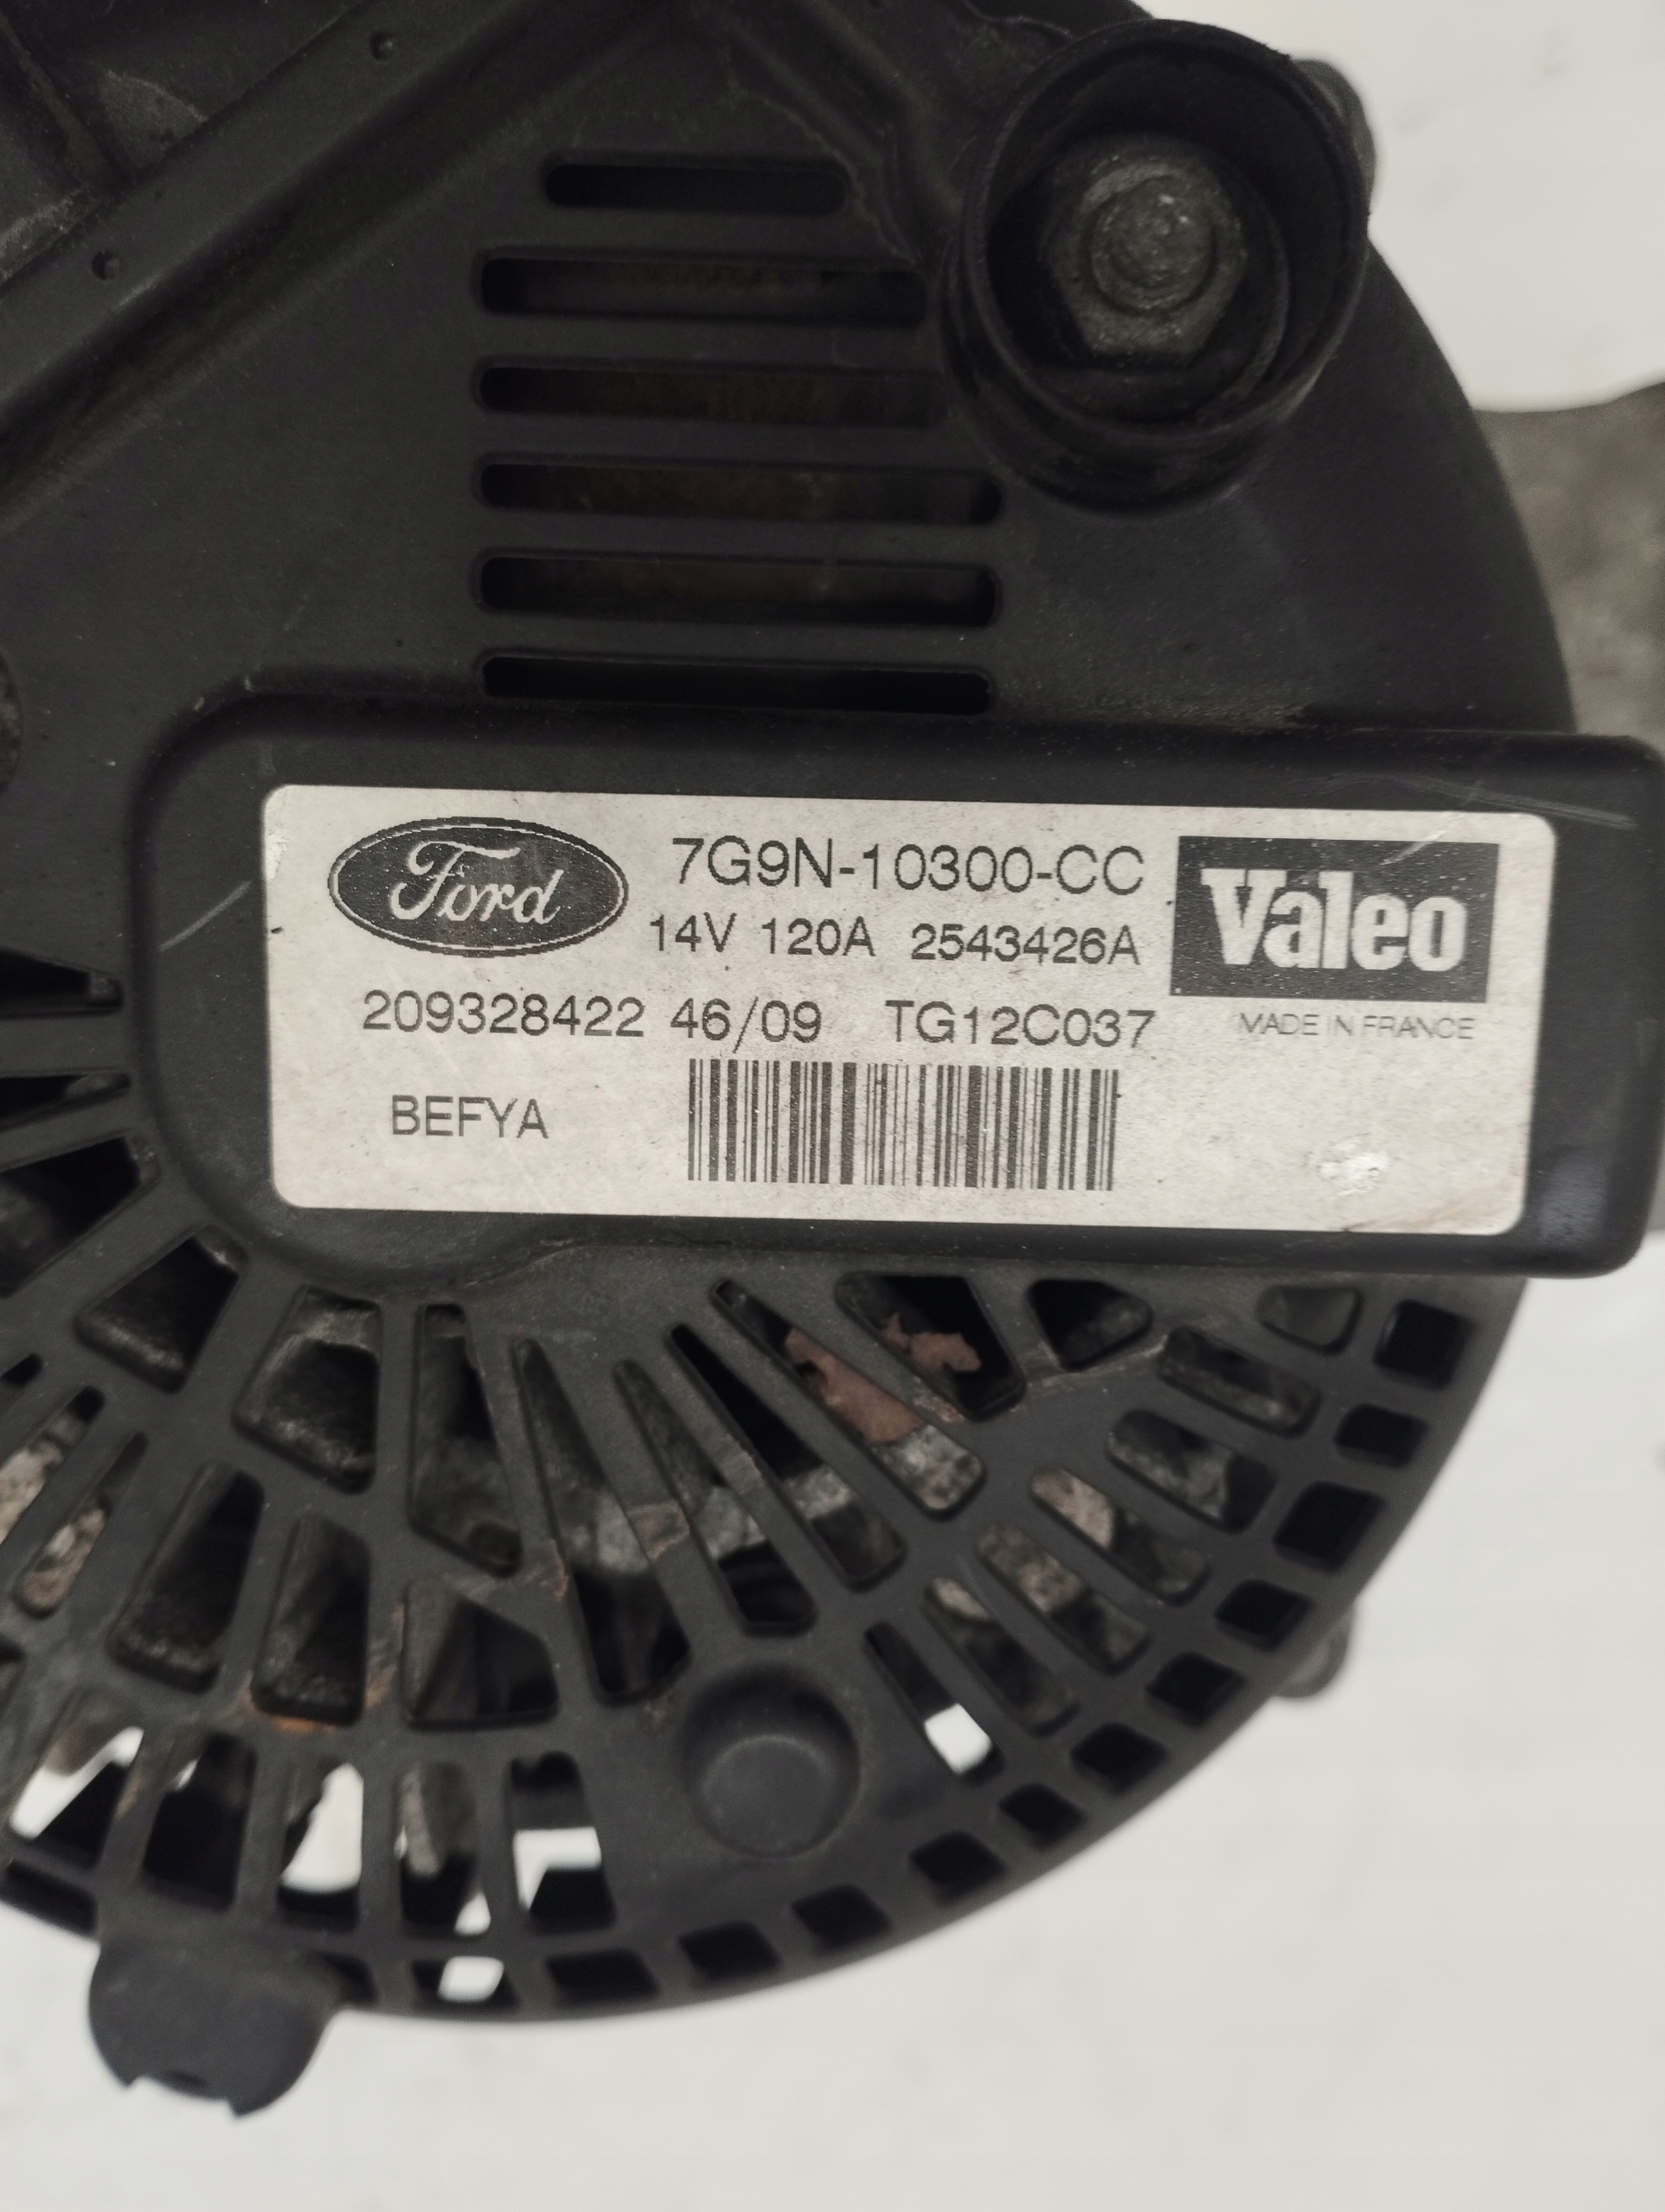 Ford
7G9N-10300-CC
Valeo
14V 120A 2543426A
209328422 46/09 TG12C037
MADE IN FRANCE
BEFYA